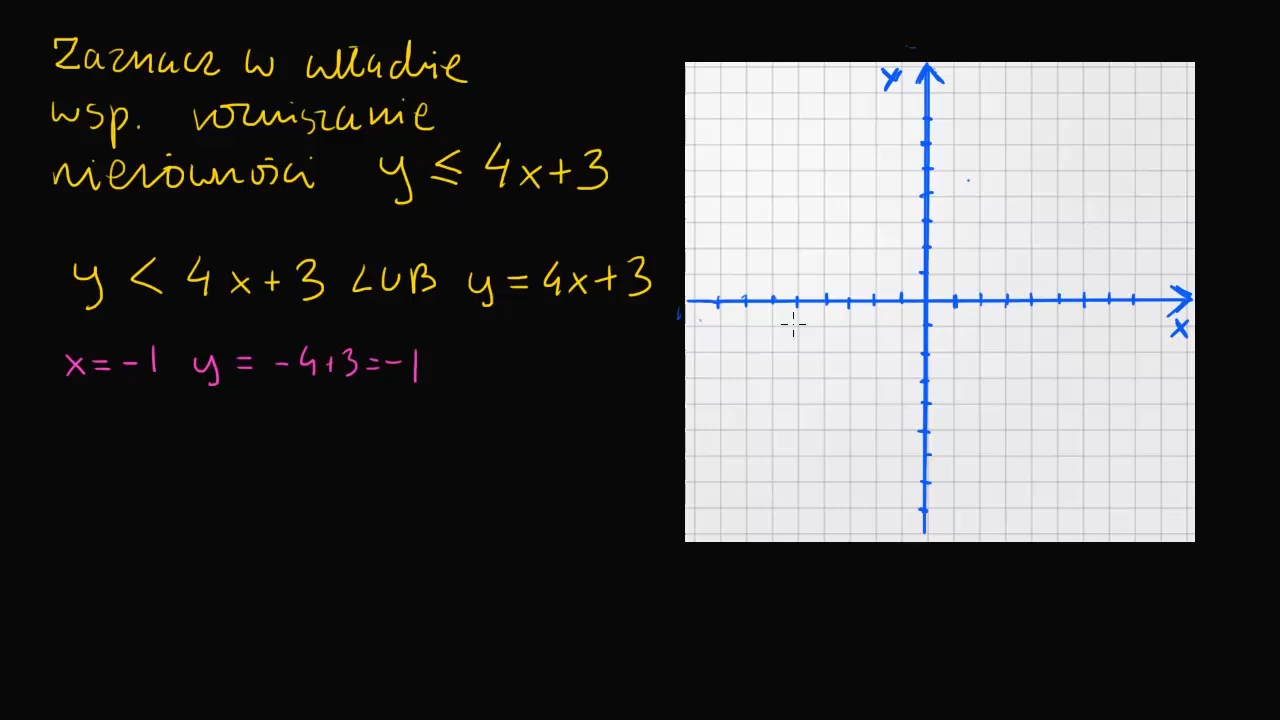 Zaznacz w układzie
wsp. rozwiązanie
nierówności y ≤ 4x+3
y < 4x+3 LUB y = 4x+3
x = -1 y = -4+3=-1
y
x